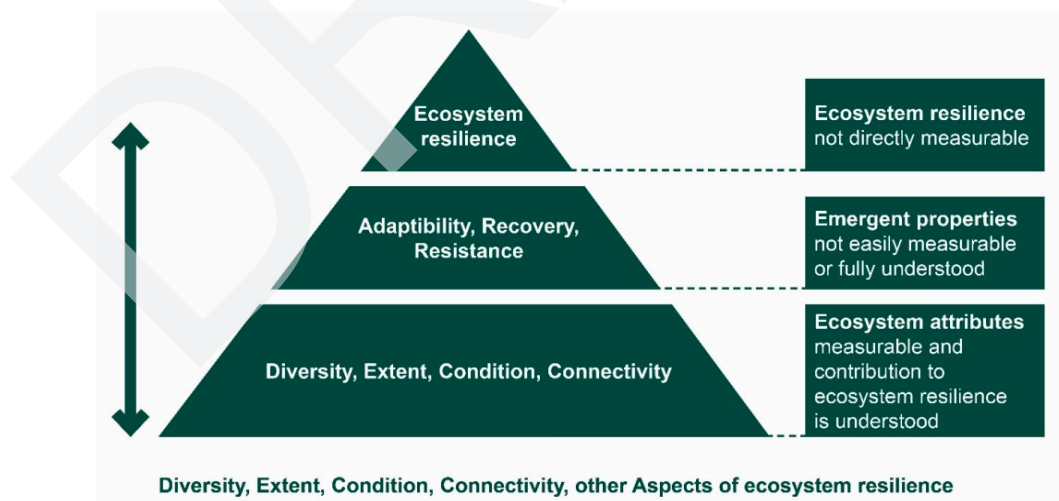 Ecosystem
resilience
Ecosystem resilience
not directly measurable
Adaptibility, Recovery,
Resistance
Emergent properties
not easily measurable
or fully understood
Diversity, Extent, Condition, Connectivity
Ecosystem attributes
measurable and
contribution to
ecosystem resilience
is understood
Diversity, Extent, Condition, Connectivity, other Aspects of ecosystem resilience